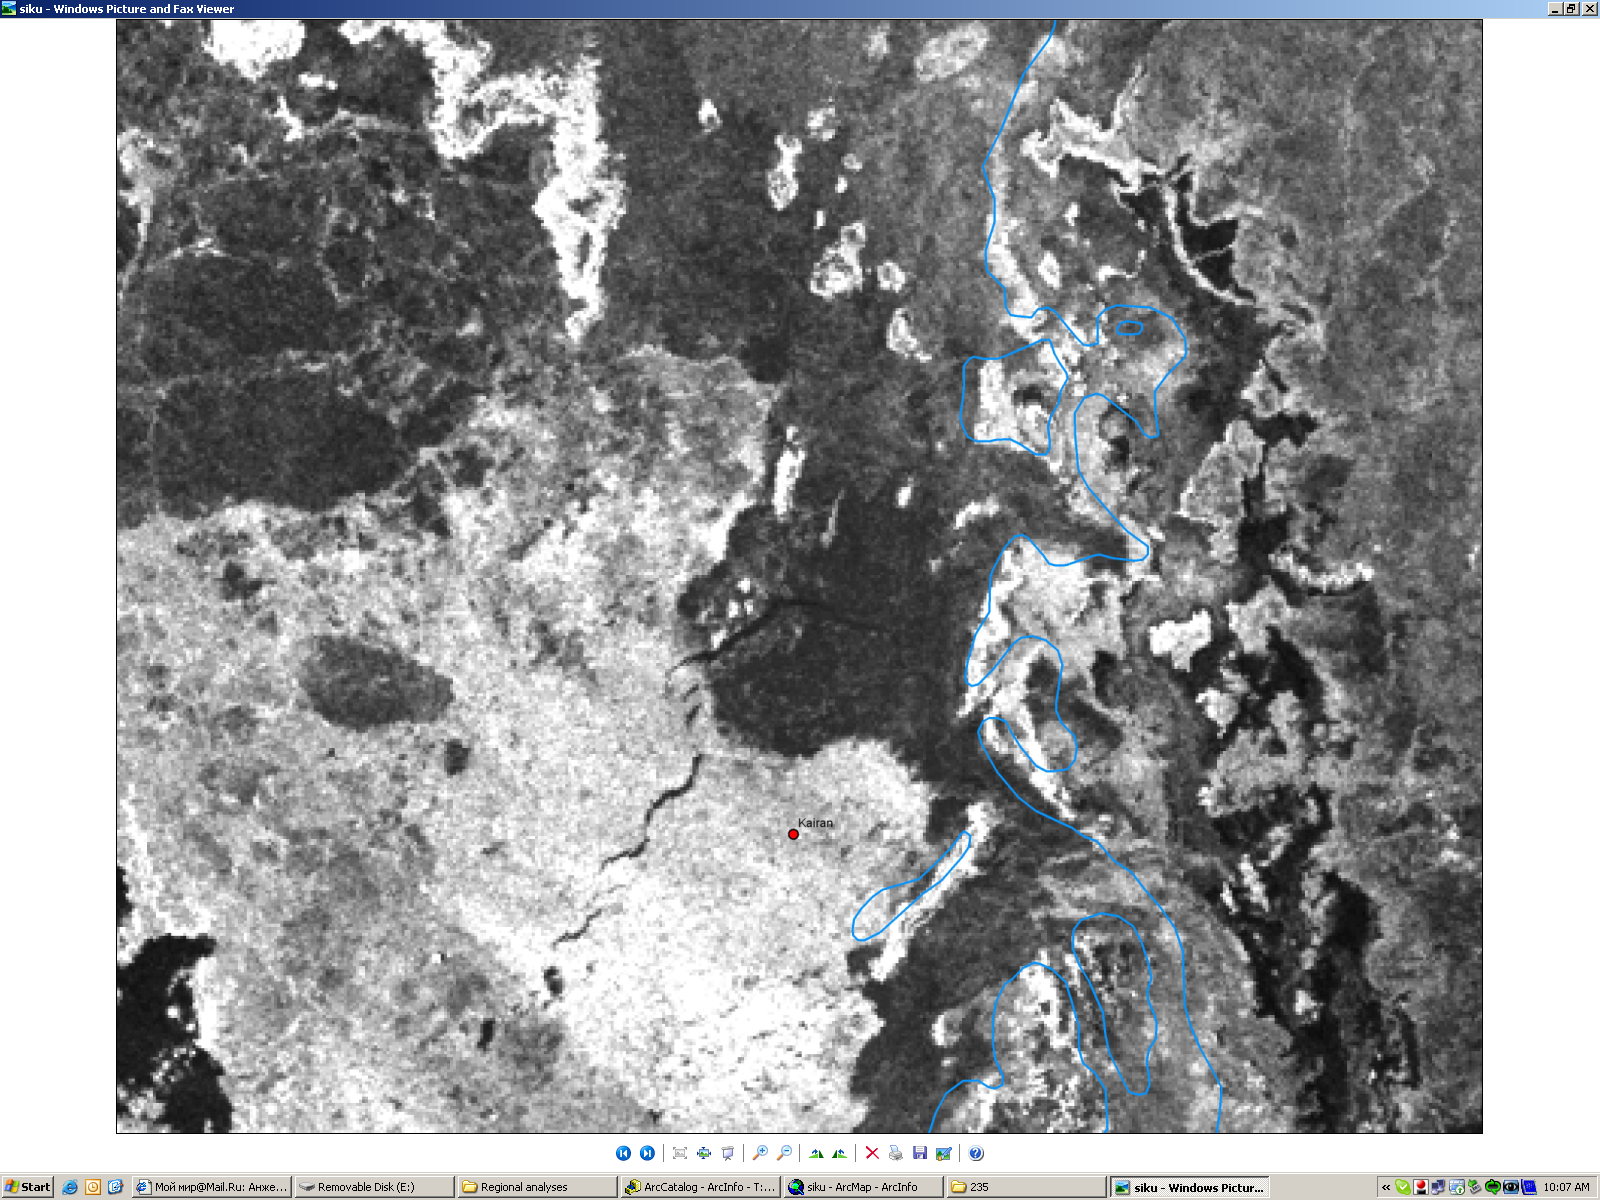 siku - Windows Picture and Fax Viewer
Kairan
Start
Мой мир@Mail.Ru: Анже...
Removable Disk (E:)
Regional analyses
ArcCatalog - ArcInfo - T:...
siku - ArcMap - ArcInfo
235
siku - Windows Pictur...
10:07 AM